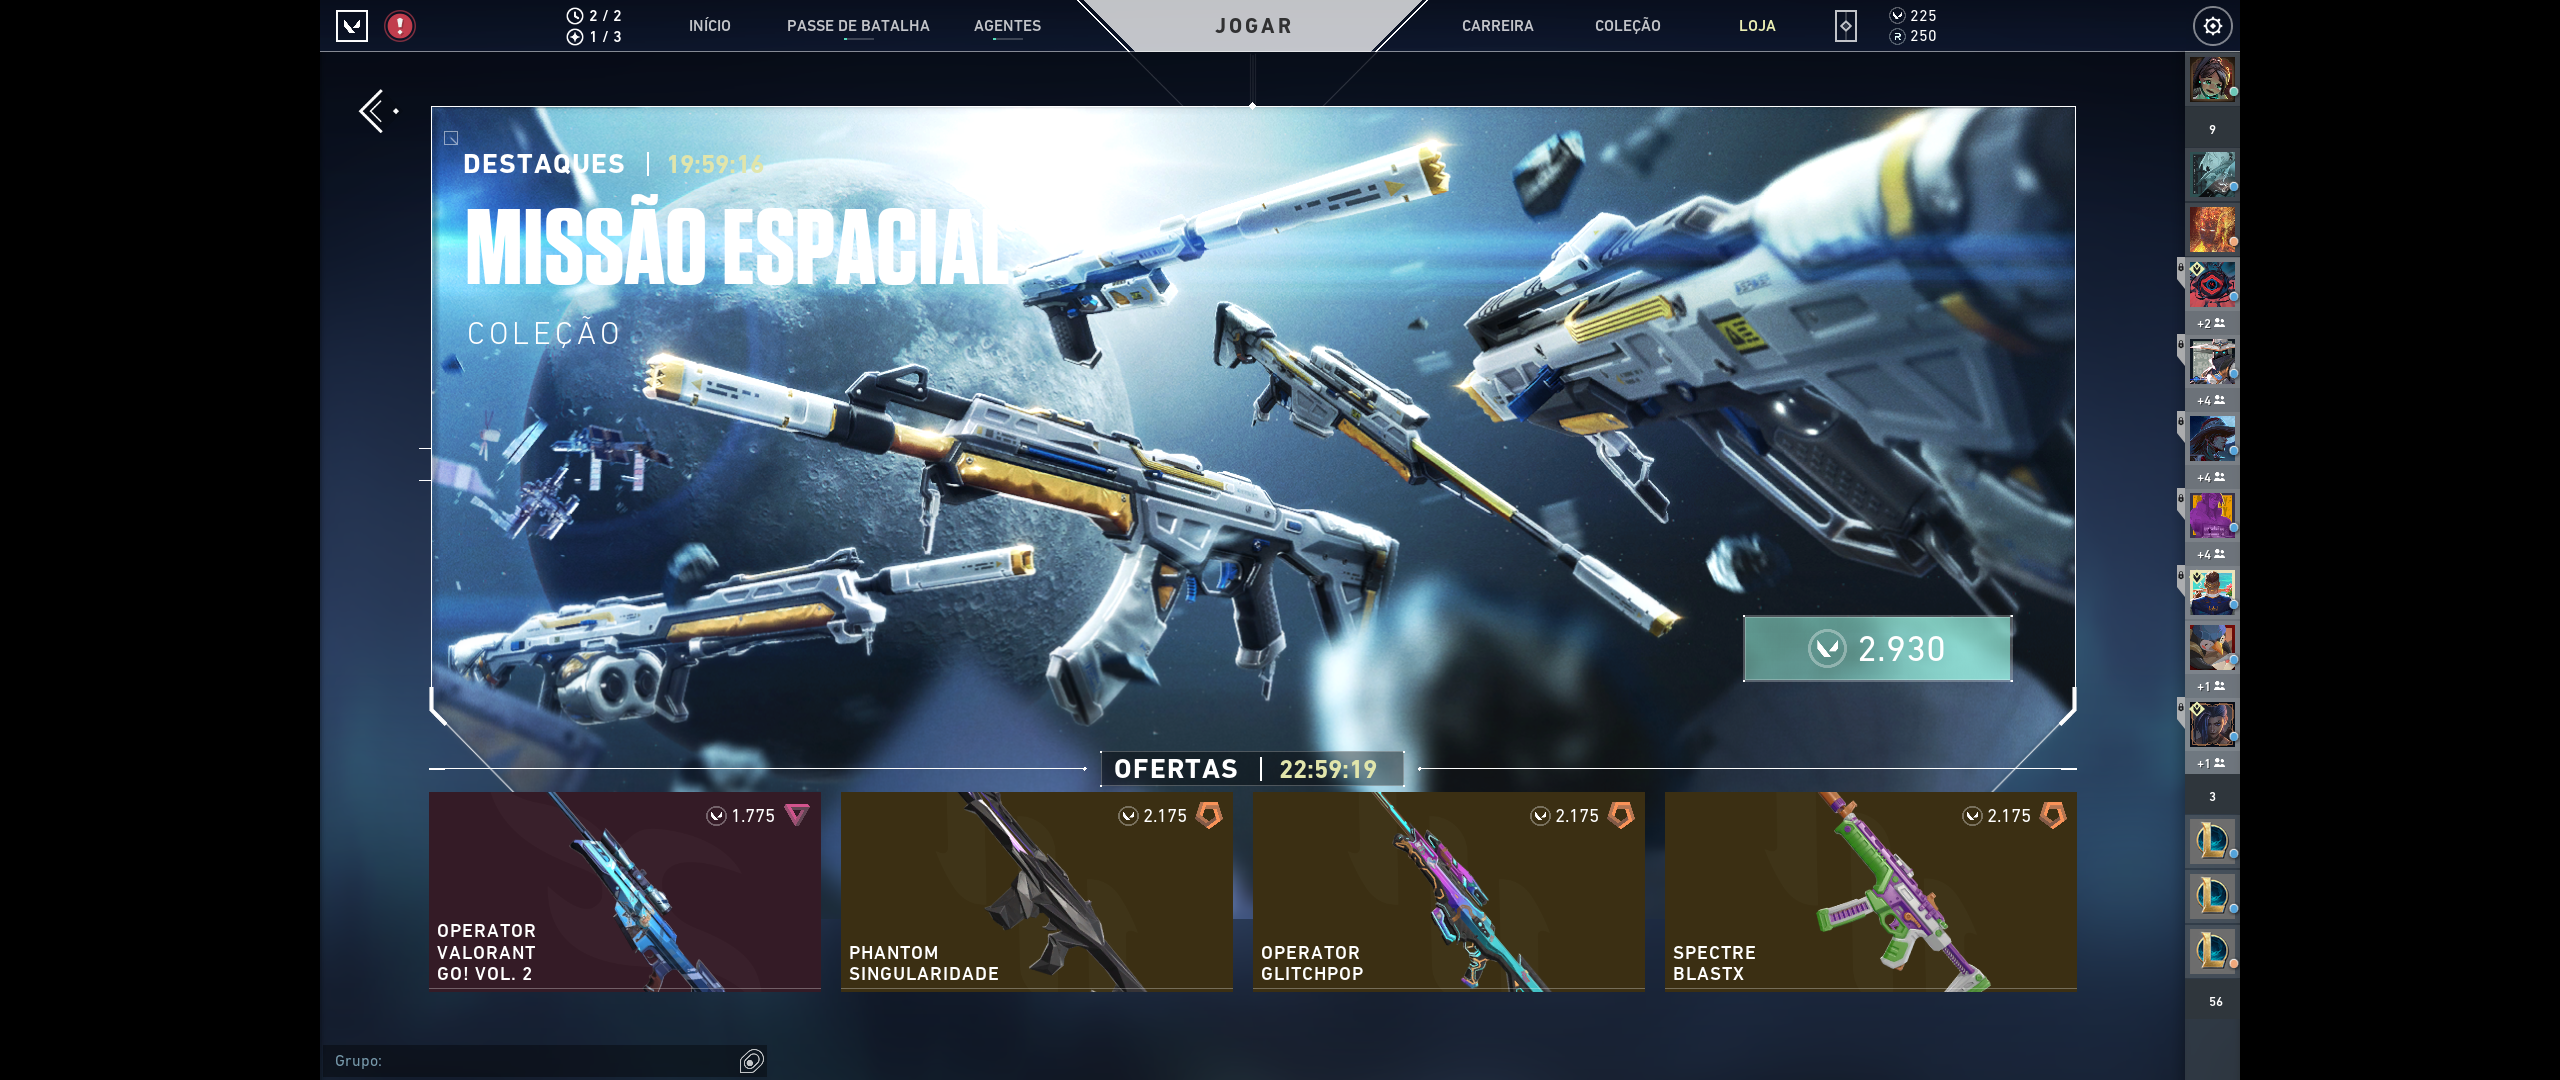 2 / 2
1 / 3
INÍCIO
PASSE DE BATALHA
AGENTES
JOGAR
CARREIRA
COLEÇÃO
LOJA
225
R 250
DESTAQUES | 19:59:16
MISSÃO ESPACIAL
COLEÇÃO
2.930
OFERTAS | 22:59:19
1.775
OPERATOR
VALORANT
GO! VOL. 2
2.175
PHANTOM
SINGULARIDADE
2.175
OPERATOR
GLITCHPOP
2.175
SPECTRE
BLASTX
9
+2
+4
+4
+4
+1
+1
3
56
Grupo: